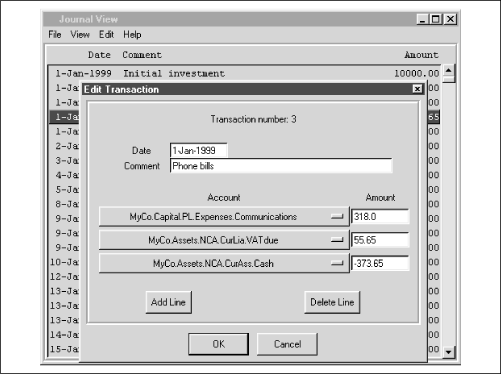 Journal View
File View Edit Help
Date Comment Amount
1-Jan-1999 Initial investment 10000.00
1-Ja 00
Edit Transaction
1-Ja 00
1-Ja 65
Transaction number: 3
1-Ja 00
2-Ja 00
Date 1-Jan-1999
3-Ja 00
Comment Phone bills
4-Ja 00
5-Ja 00
Account Amount
8-Ja 00
MyCo.Capital.PL.Expenses.Communications 318.0
9-Ja 00
9-Ja 00
MyCo.Assets.NCA.CurLia.VATdue 55.65
9-Ja 00
10-Ja 00
MyCo.Assets.NCA.CurAss.Cash -373.65
12-Ja 00
13-Ja 00
13-Ja 00
Add Line Delete Line
13-Ja 00
13-Ja 00
14-Ja 00
OK Cancel
15-Ja 00